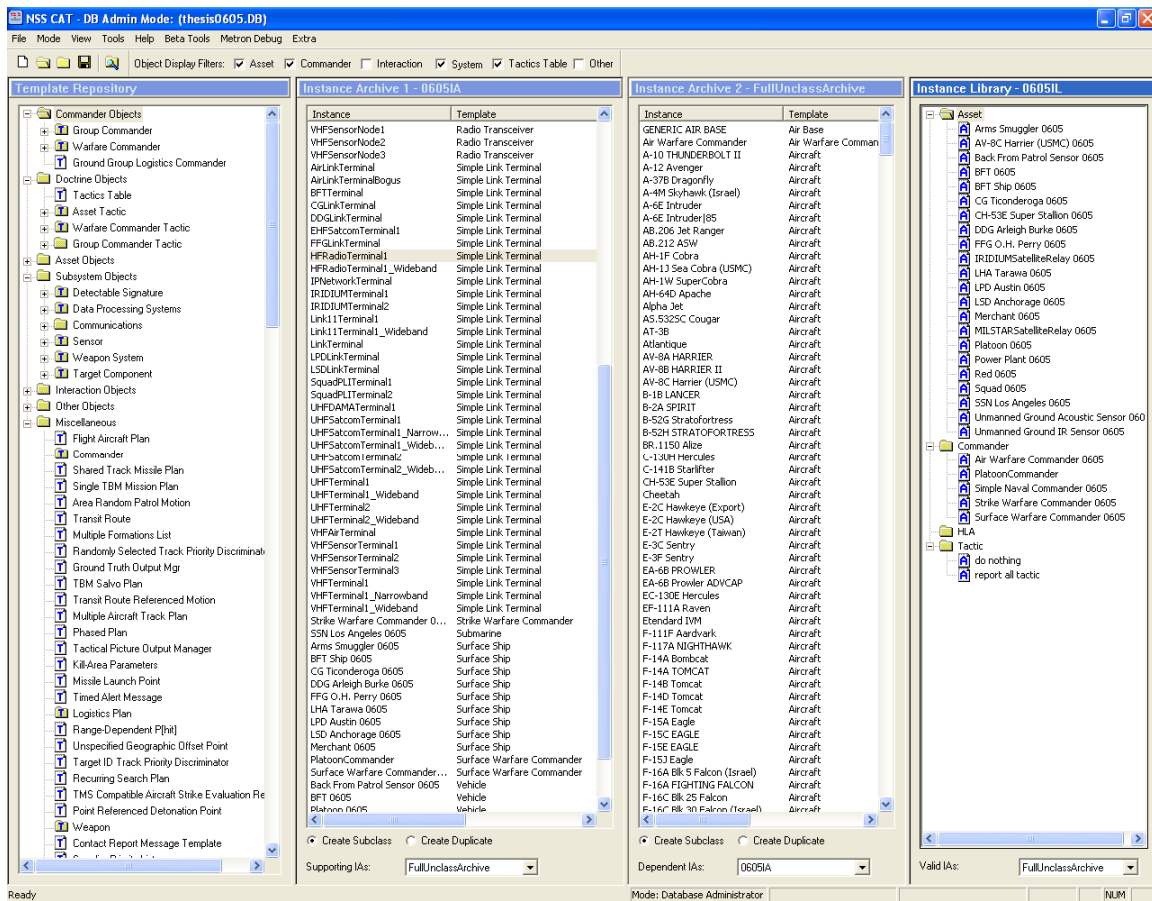 NSS CAT - DB Admin Mode: (thesis0605.DB)
File Mode View Tools Help Beta Tools Metron Debug Extra
Object Display Filters: Asset Commander Interaction System Tactics Table Other
Template Repository
Commander Objects
Group Commander
Warfare Commander
Ground Group Logistics Commander
Doctrine Objects
Tactics Table
Asset Tactic
Warfare Commander Tactic
Group Commander Tactic
Asset Objects
Subsystem Objects
Detectable Signature
Data Processing Systems
Communications
Sensor
Weapon System
Target Component
Interaction Objects
Other Objects
Miscellaneous
Flight Aircraft Plan
Commander
Shared Track Missile Plan
Single TBM Mission Plan
Area Random Patrol Motion
Transit Route
Multiple Formations List
Randomly Selected Track Priority Discriminat
Ground Truth Output Mgr
TBM Salvo Plan
Transit Route Referenced Motion
Multiple Aircraft Track Plan
Phased Plan
Tactical Picture Output Manager
Kill-Area Parameters
Missile Launch Point
Timed Alert Message
Logistics Plan
Range-Dependent P[hit]
Unspecified Geographic Offset Point
Target ID Track Priority Discriminator
Recurring Search Plan
TMS Compatible Aircraft Strike Evaluation Re
Point Referenced Detonation Point
Weapon
Contact Report Message Template
Instance Archive 1 - 0605IA
Instance Template
VHFSensorNode1 Radio Transceiver
VHFSensorNode2 Radio Transceiver
VHFSensorNode3 Radio Transceiver
AirLinkTerminal Simple Link Terminal
AirLinkTerminalBogus Simple Link Terminal
BFTTerminal Simple Link Terminal
CGLinkTerminal Simple Link Terminal
DDGLinkTerminal Simple Link Terminal
EHFSatcomTerminal1 Simple Link Terminal
FFGLinkTerminal Simple Link Terminal
HFRadioTerminal1 Simple Link Terminal
HFRadioTerminal1_Wideband Simple Link Terminal
IPNetworkTerminal Simple Link Terminal
IRIDIUMTerminal1 Simple Link Terminal
IRIDIUMTerminal2 Simple Link Terminal
Link11Terminal1 Simple Link Terminal
Link11Terminal1_Wideband Simple Link Terminal
LinkTerminal Simple Link Terminal
LPDLinkTerminal Simple Link Terminal
LSDLinkTerminal Simple Link Terminal
SquadPLITerminal1 Simple Link Terminal
SquadPLITerminal2 Simple Link Terminal
UHFDAMATerminal1 Simple Link Terminal
UHFSatcomTerminal1 Simple Link Terminal
UHFSatcomTerminal1_Narrow... Simple Link Terminal
UHFSatcomTerminal1_Wideb... Simple Link Terminal
UHFSatcomTerminal2 Simple Link Terminal
UHFSatcomTerminal2_Wideb... Simple Link Terminal
UHFTerminal1 Simple Link Terminal
UHFTerminal1_Wideband Simple Link Terminal
UHFTerminal2 Simple Link Terminal
UHFTerminal2_Wideband Simple Link Terminal
VHFAirTerminal Simple Link Terminal
VHFSensorTerminal1 Simple Link Terminal
VHFSensorTerminal2 Simple Link Terminal
VHFSensorTerminal3 Simple Link Terminal
VHFTerminal1 Simple Link Terminal
VHFTerminal1_Narrowband Simple Link Terminal
VHFTerminal1_Wideband Simple Link Terminal
Strike Warfare Commander 0... Strike Warfare Commander
SSN Los Angeles 0605 Submarine
Arms Smuggler 0605 Surface Ship
BFT Ship 0605 Surface Ship
CG Ticonderoga 0605 Surface Ship
DDG Arleigh Burke 0605 Surface Ship
FFG O.H. Perry 0605 Surface Ship
LHA Tarawa 0605 Surface Ship
LPD Austin 0605 Surface Ship
LSD Anchorage 0605 Surface Ship
Merchant 0605 Surface Ship
PlatoonCommander Surface Warfare Commander
Surface Warfare Commander... Surface Warfare Commander
Back From Patrol Sensor 0605 Vehicle
BFT 0605 Vehicle
Platoon 0605 Vehicle
Create Subclass Create Duplicate
Supporting IAs: FullUnclassArchive
Instance Archive 2 - FullUnclassArchive
Instance Template
GENERIC AIR BASE Air Base
Air Warfare Commander Air Warfare Comman
A-10 THUNDERBOLT II Aircraft
A-12 Avenger Aircraft
A-37B Dragonfly Aircraft
A-4M Skyhawk (Israel) Aircraft
A-6E Intruder Aircraft
A-6E Intruder|85 Aircraft
AB.206 Jet Ranger Aircraft
AB.212 ASW Aircraft
AH-1F Cobra Aircraft
AH-1J Sea Cobra (USMC) Aircraft
AH-1W SuperCobra Aircraft
AH-64D Apache Aircraft
Alpha Jet Aircraft
AS.532SC Cougar Aircraft
AT-3B Aircraft
Atlantique Aircraft
AV-8A HARRIER Aircraft
AV-8B HARRIER II Aircraft
AV-8C Harrier (USMC) Aircraft
B-1B LANCER Aircraft
B-2A SPIRIT Aircraft
B-52G Stratofortress Aircraft
B-52H STRATOFORTRESS Aircraft
BR.1150 Alize Aircraft
C-130H Hercules Aircraft
C-141B Starlifter Aircraft
CH-53E Super Stallion Aircraft
Cheetah Aircraft
E-2C Hawkeye (Export) Aircraft
E-2C Hawkeye (USA) Aircraft
E-2T Hawkeye (Taiwan) Aircraft
E-3C Sentry Aircraft
E-3F Sentry Aircraft
EA-6B PROWLER Aircraft
EA-6B Prowler ADVCAP Aircraft
EC-130E Hercules Aircraft
EF-111A Raven Aircraft
Etendard IVM Aircraft
F-111F Aardvark Aircraft
F-117A NIGHTHAWK Aircraft
F-14A Bombcat Aircraft
F-14A TOMCAT Aircraft
F-14B Tomcat Aircraft
F-14D Tomcat Aircraft
F-14E Tomcat Aircraft
F-15A Eagle Aircraft
F-15C EAGLE Aircraft
F-15E EAGLE Aircraft
F-15J Eagle Aircraft
F-16A Blk 5 Falcon (Israel) Aircraft
F-16A FIGHTING FALCON Aircraft
F-16C Blk 25 Falcon Aircraft
F-16C Blk 30 Falcon (Israel) Aircraft
Create Subclass Create Duplicate
Dependent IAs: 0605IA
Instance Library - 0605IL
Asset
Arms Smuggler 0605
AV-8C Harrier (USMC) 0605
Back From Patrol Sensor 0605
BFT 0605
BFT Ship 0605
CG Ticonderoga 0605
CH-53E Super Stallion 0605
DDG Arleigh Burke 0605
FFG O.H. Perry 0605
IRIDIUMSatelliteRelay 0605
LHA Tarawa 0605
LPD Austin 0605
LSD Anchorage 0605
Merchant 0605
MILSTARSatelliteRelay 0605
Platoon 0605
Power Plant 0605
Red 0605
Squad 0605
SSN Los Angeles 0605
Unmanned Ground Acoustic Sensor 060
Unmanned Ground IR Sensor 0605
Commander
Air Warfare Commander 0605
PlatoonCommander
Simple Naval Commander 0605
Strike Warfare Commander 0605
Surface Warfare Commander 0605
HLA
Tactic
do nothing
report all tactic
Valid IAs: FullUnclassArchive
Ready Mode: Database Administrator NUM